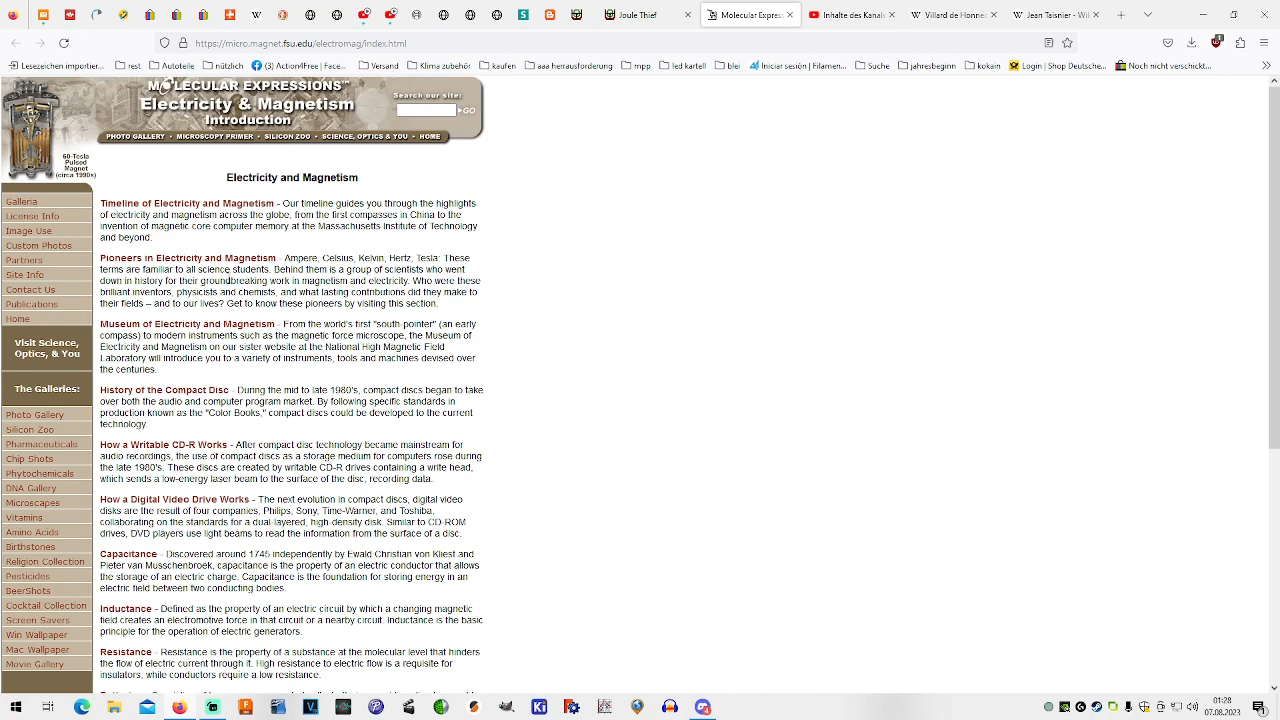 Joule Thief
Molecular Expres
Inhalte des Kanals
Villard de Honne
Jean Taisnier - Wi
https://micro.magnet.fsu.edu/electromag/index.html
Lesezeichen importier...
rest
Autoteile
nützlich
(3) Action4Free | Face...
Versand
Klima zubehör
kaufen
aaa herrausforderung
mpp
led kartell
blei
Iniciar sesión | Filamen...
Suche
jahresbeginn
kokain
Login | Shop Deutsche...
Noch nicht verschickt...
MOLECULAR EXPRESSIONS™
Electricity & Magnetism
Introduction
Search our site:
GO
PHOTO GALLERY • MICROSCOPY PRIMER • SILICON ZOO • SCIENCE, OPTICS & YOU • HOME
60-Tesla
Pulsed
Magnet
(circa 1990s)
Galleria
License Info
Image Use
Custom Photos
Partners
Site Info
Contact Us
Publications
Home
Visit Science,
Optics, & You
The Galleries:
Photo Gallery
Silicon Zoo
Pharmaceuticals
Chip Shots
Phytochemicals
DNA Gallery
Microscapes
Vitamins
Amino Acids
Birthstones
Religion Collection
Pesticides
BeerShots
Cocktail Collection
Screen Savers
Win Wallpaper
Mac Wallpaper
Movie Gallery
Electricity and Magnetism
Timeline of Electricity and Magnetism - Our timeline guides you through the highlights
of electricity and magnetism across the globe, from the first compasses in China to the
invention of magnetic core computer memory at the Massachusetts Institute of Technology
and beyond.
Pioneers in Electricity and Magnetism - Ampere, Celsius, Kelvin, Hertz, Tesla: These
terms are familiar to all science students. Behind them is a group of scientists who went
down in history for their groundbreaking work in magnetism and electricity. Who were these
brilliant inventors, physicists and chemists, and what lasting contributions did they make to
their fields – and to our lives? Get to know these pioneers by visiting this section.
Museum of Electricity and Magnetism - From the world's first "south-pointer" (an early
compass) to modern instruments such as the magnetic force microscope, the Museum of
Electricity and Magnetism on our sister website at the National High Magnetic Field
Laboratory will introduce you to a variety of instruments, tools and machines devised over
the centuries.
History of the Compact Disc - During the mid to late 1980's, compact discs began to take
over both the audio and computer program market. By following specific standards in
production known as the "Color Books," compact discs could be developed to the current
technology.
How a Writable CD-R Works - After compact disc technology became mainstream for
audio recordings, the use of compact discs as a storage medium for computers rose during
the late 1980's. These discs are created by writable CD-R drives containing a write head,
which sends a low-energy laser beam to the surface of the disc, recording data.
How a Digital Video Drive Works - The next evolution in compact discs, digital video
disks are the result of four companies, Philips, Sony, Time-Warner, and Toshiba,
collaborating on the standards for a dual-layered, high-density disk. Similar to CD-ROM
drives, DVD players use light beams to read the information from the surface of a disc.
Capacitance - Discovered around 1745 independently by Ewald Christian von Kliest and
Pieter van Musschenbroek, capacitance is the property of an electric conductor that allows
the storage of an electric charge. Capacitance is the foundation for storing energy in an
electric field between two conducting bodies.
Inductance - Defined as the property of an electric circuit by which a changing magnetic
field creates an electromotive force in that circuit or a nearby circuit. Inductance is the basic
principle for the operation of electric generators.
Resistance - Resistance is the property of a substance at the molecular level that hinders
the flow of electric current through it. High resistance to electric flow is a requisite for
insulators, while conductors require a low resistance.
01:28
07.08.2023